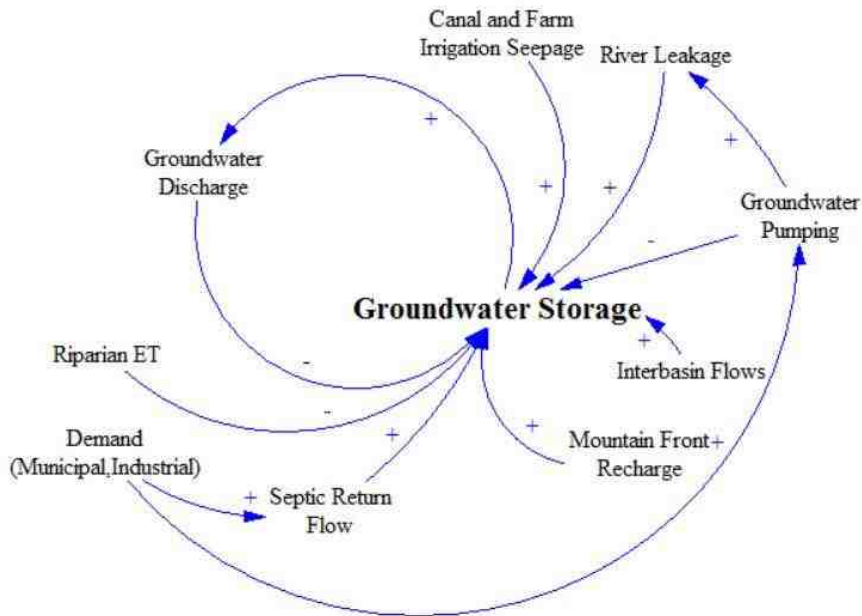 Canal and Farm
Irrigation Seepage
River Leakage
+
+
Groundwater
Discharge
+
+
Groundwater
Pumping
-
Groundwater Storage
+
Riparian ET
-
-
Interbasin Flows
Demand
(Municipal,Industrial)
+
+
Mountain Front+
Recharge
+
Septic Return
Flow